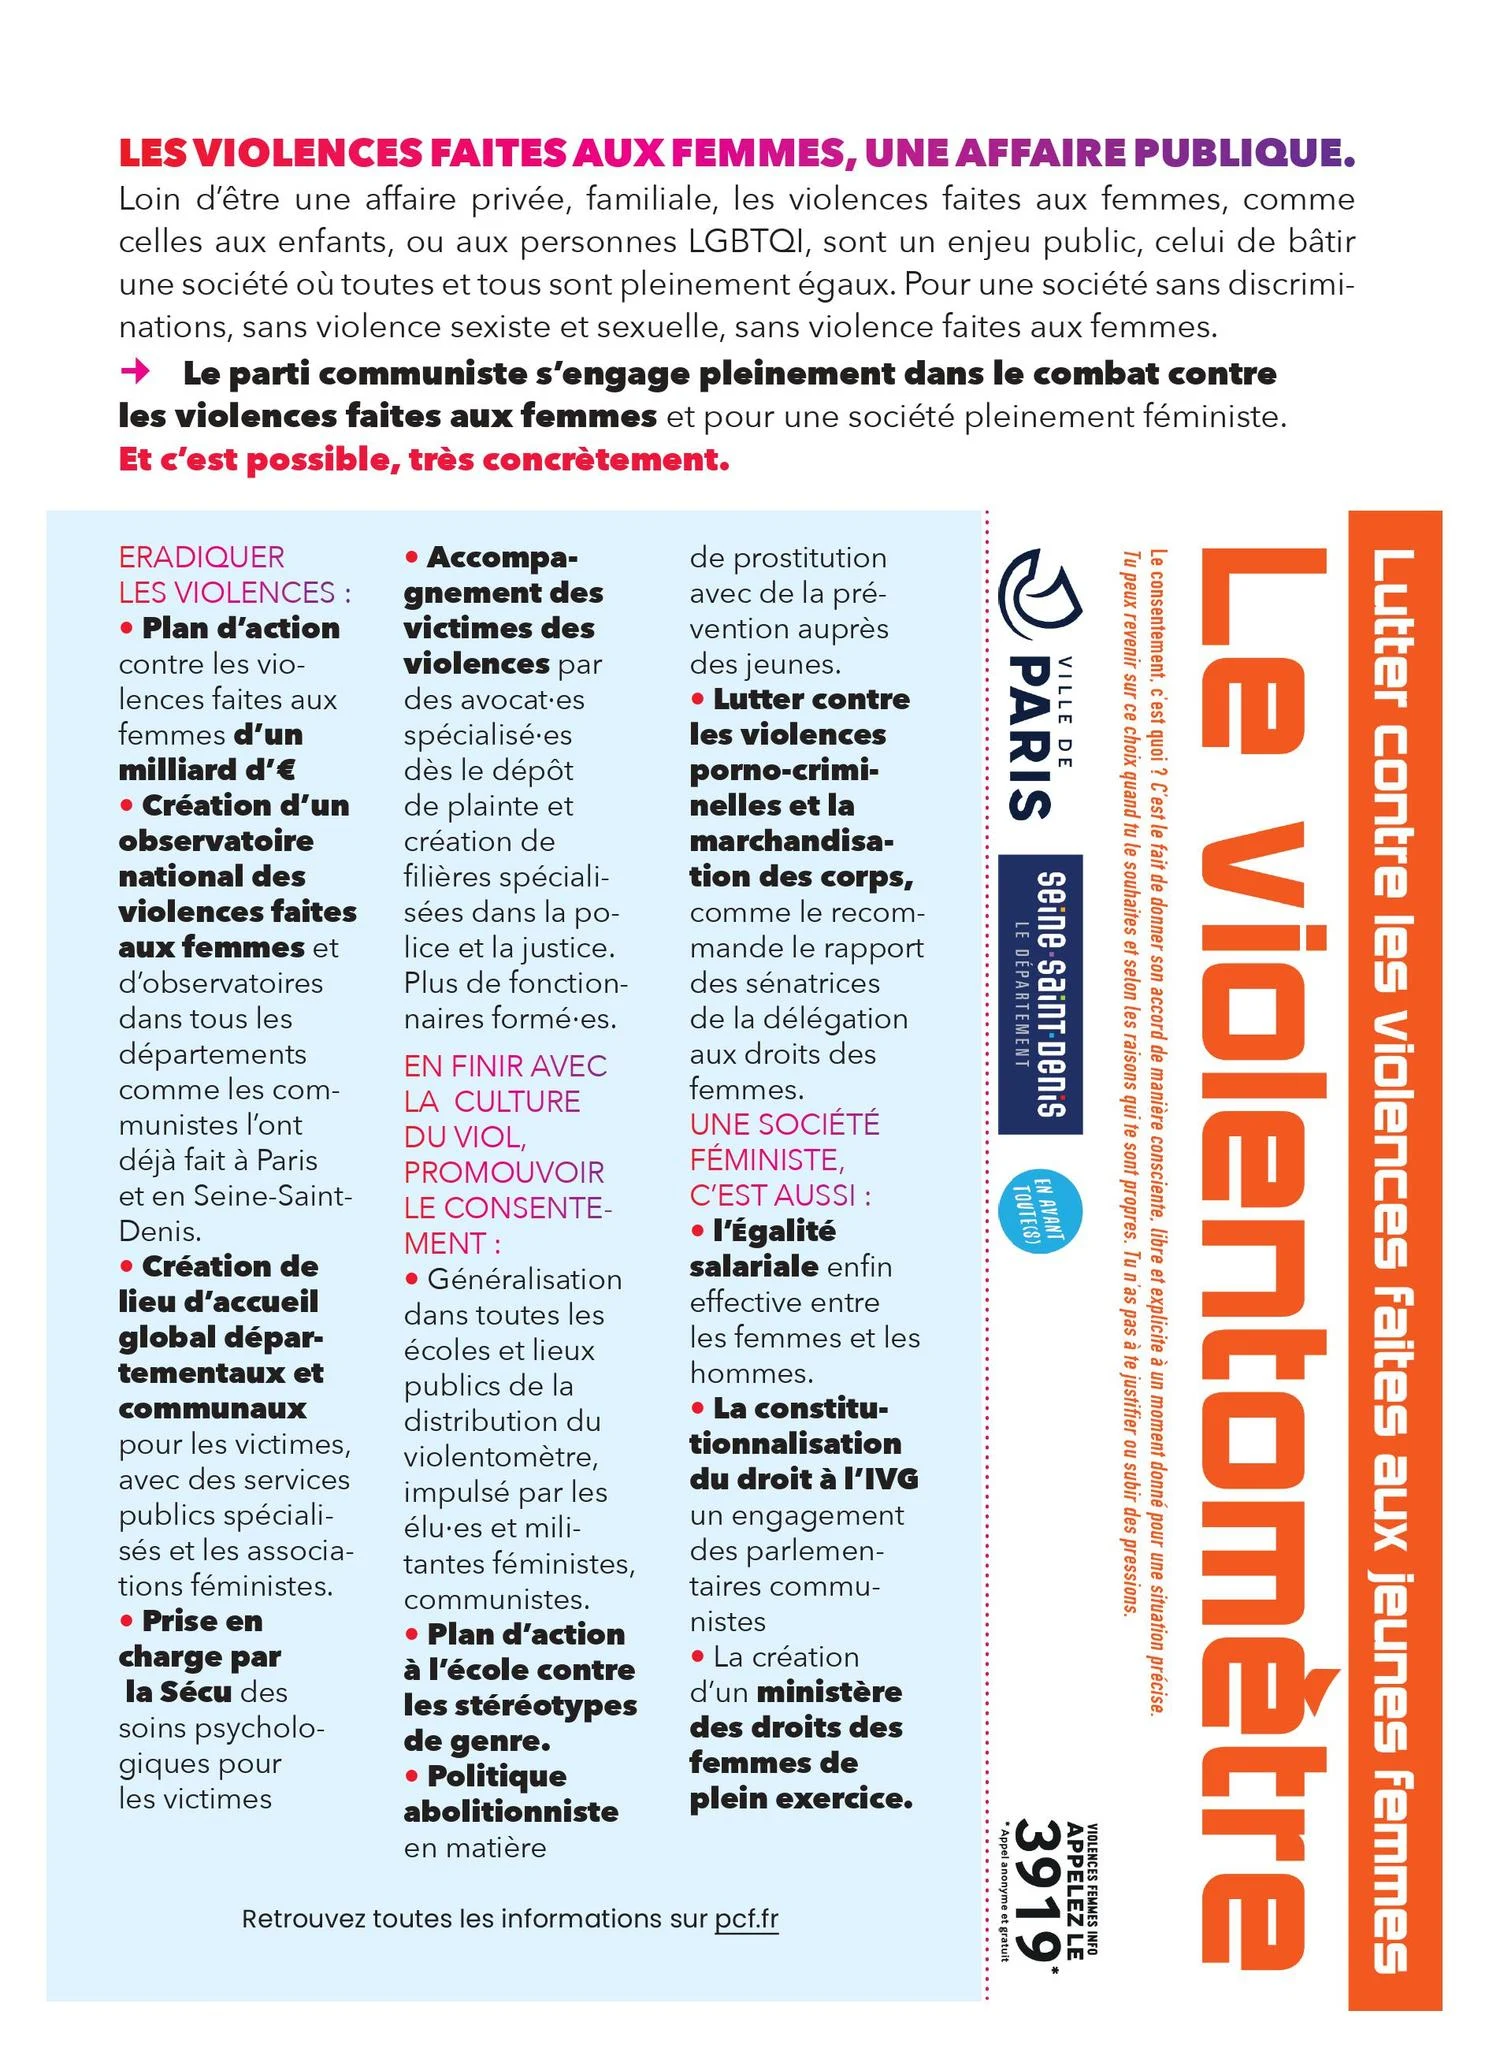 LES VIOLENCES FAITES AUX FEMMES, UNE AFFAIRE PUBLIQUE.
Loin d’être une affaire privée, familiale, les violences faites aux femmes, comme
celles aux enfants, ou aux personnes LGBTQI, sont un enjeu public, celui de bâtir
une société où toutes et tous sont pleinement égaux. Pour une société sans discrimi-
nations, sans violence sexiste et sexuelle, sans violence faites aux femmes.
➔ Le parti communiste s’engage pleinement dans le combat contre
les violences faites aux femmes et pour une société pleinement féministe.
Et c’est possible, très concrètement.
ERADIQUER
LES VIOLENCES :
• Plan d’action
contre les vio-
lences faites aux
femmes d’un
milliard d’€
• Création d’un
observatoire
national des
violences faites
aux femmes et
d’observatoires
dans tous les
départements
comme les com-
munistes l’ont
déjà fait à Paris
et en Seine-Saint-
Denis.
• Création de
lieu d’accueil
global dépar-
tementaux et
communaux
pour les victimes,
avec des services
publics spéciali-
sés et les associa-
tions féministes.
• Prise en
charge par
la Sécu des
soins psycholo-
giques pour
les victimes
• Accompa-
gnement des
victimes des
violences par
des avocat·es
spécialisé·es
dès le dépôt
de plainte et
création de
filières spéciali-
sées dans la po-
lice et la justice.
Plus de fonction-
naires formé·es.
EN FINIR AVEC
LA CULTURE
DU VIOL,
PROMOUVOIR
LE CONSENTE-
MENT :
• Généralisation
dans toutes les
écoles et lieux
publics de la
distribution du
violentomètre,
impulsé par les
élu·es et mili-
tantes féministes,
communistes.
• Plan d’action
à l’école contre
les stéréotypes
de genre.
• Politique
abolitionniste
en matière
de prostitution
avec de la pré-
vention auprès
des jeunes.
• Lutter contre
les violences
porno-crimi-
nelles et la
marchandisa-
tion des corps,
comme le recom-
mande le rapport
des sénatrices
de la délégation
aux droits des
femmes.
UNE SOCIÉTÉ
FÉMINISTE,
C’EST AUSSI :
• l’Égalité
salariale enfin
effective entre
les femmes et les
hommes.
• La constitu-
tionnalisation
du droit à l’IVG
un engagement
des parlemen-
taires commu-
nistes
• La création
d’un ministère
des droits des
femmes de
plein exercice.
Retrouvez toutes les informations sur pcf.fr
Lutter contre les violences faites aux jeunes femmes
Le violentomètre
Le consentement, c’est quoi ? C’est le fait de donner son accord de manière consciente, libre et explicite à un moment donné pour une situation précise.
Tu peux revenir sur ce choix quand tu le souhaites et selon les raisons qui te sont propres. Tu n’as pas à te justifier ou subir des pressions.
VILLE DE
PARIS
seine-saint-denis
LE DÉPARTEMENT
EN AVANT
TOUTE(S)
VIOLENCES FEMMES INFO
APPELEZ LE
3919*
* Appel anonyme et gratuit